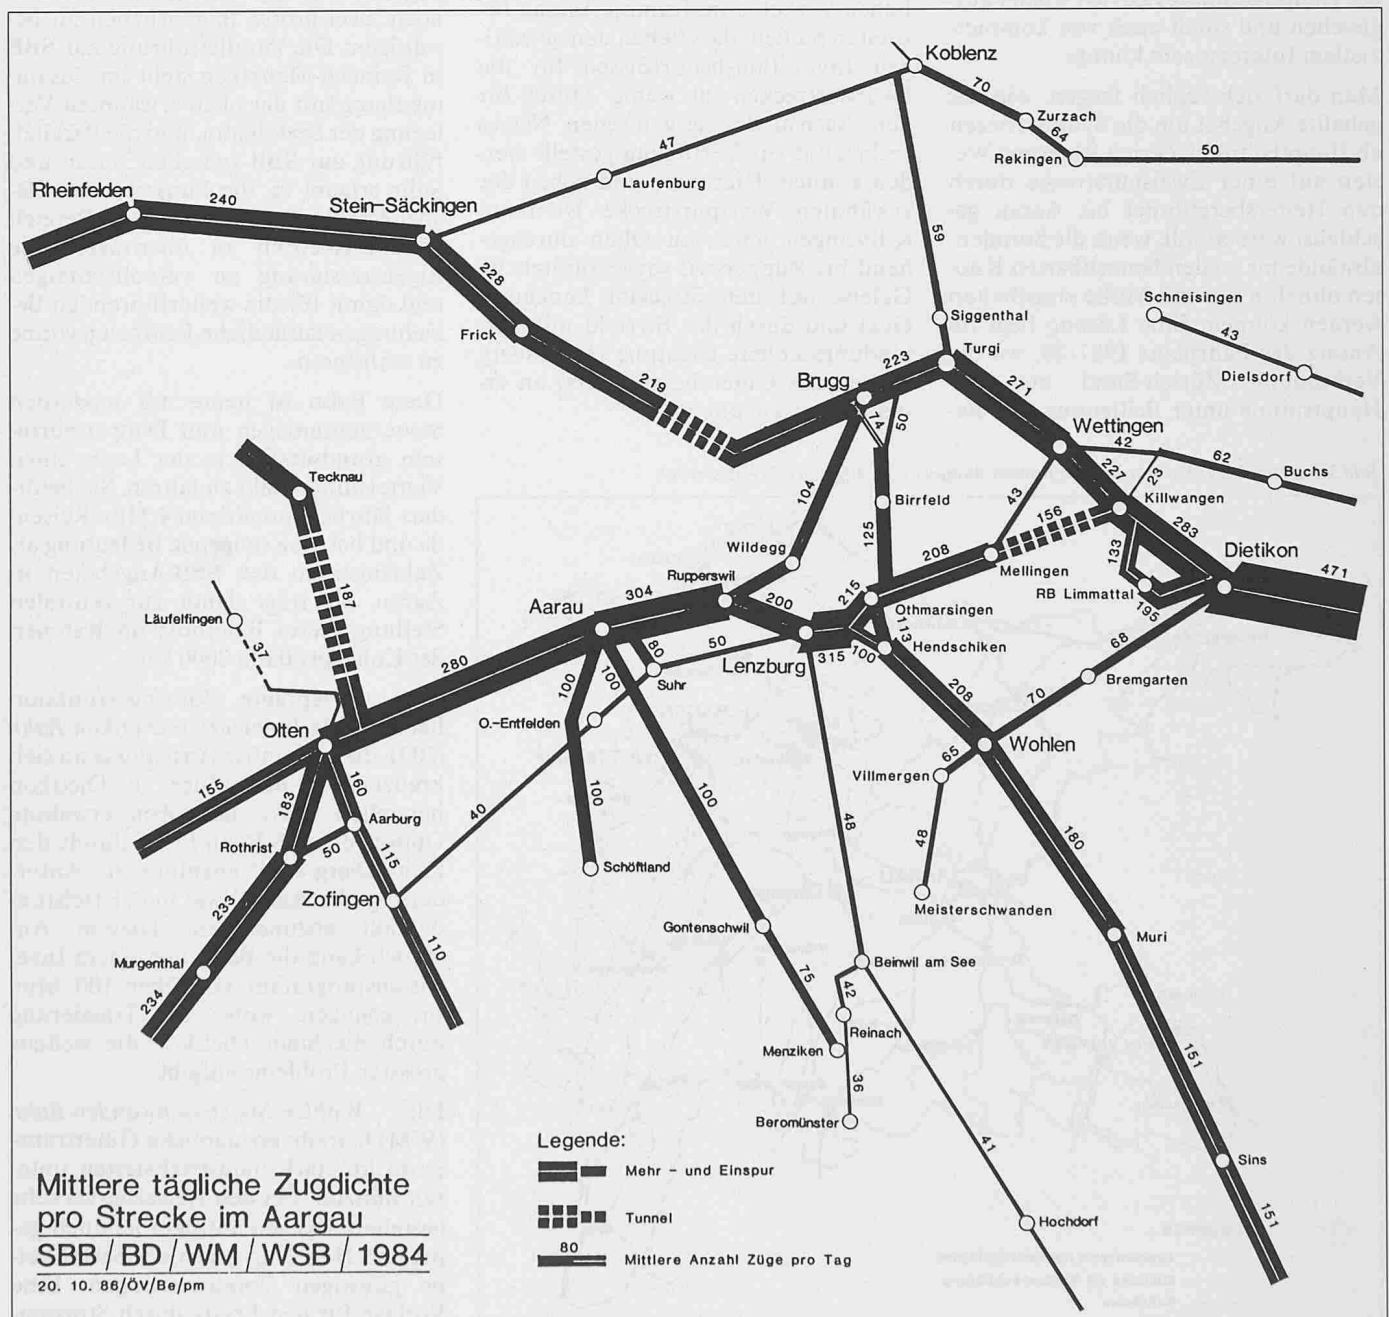 Koblenz
70
Zurzach
64
Rekingen
50
47
Laufenburg
Rheinfelden
240
Stein-Säckingen
59
228
Frick
Siggenthal
Schneisingen
43
Dielsdorf
219
Turgi
223
Brugg
271
74
50
Wettingen
42
62
Buchs
221
23
Killwangen
Tecknau
104
Birrfeld
43
156
283
125
208
Mellingen
133
Dietikon
471
Wildegg
RB Limmattal
195
187
Rupperswil
304
Aarau
200
215
Othmarsingen
113
Hendschiken
Läufelfingen
37
280
80
50
Lenzburg
315
100
68
Bremgarten
Suhr
100
100
O.-Entfelden
208
70
Olten
Wohlen
155
183
160
Aarburg
65
Villmergen
100
100
40
48
Rothrist
50
115
48
180
Schöftland
Zofingen
Meisterschwanden
233
Gontenschwil
Muri
110
Murgenthal
75
Beinwil am See
234
42
Reinach
Menziken
151
36
Beromünster
41
Sins
Hochdorf
151
Legende:
Mehr - und Einspur
Tunnel
80
Mittlere Anzahl Züge pro Tag
Mittlere tägliche Zugdichte
pro Strecke im Aargau
SBB / BD / WM / WSB / 1984
20. 10. 86/ÖV/Be/pm